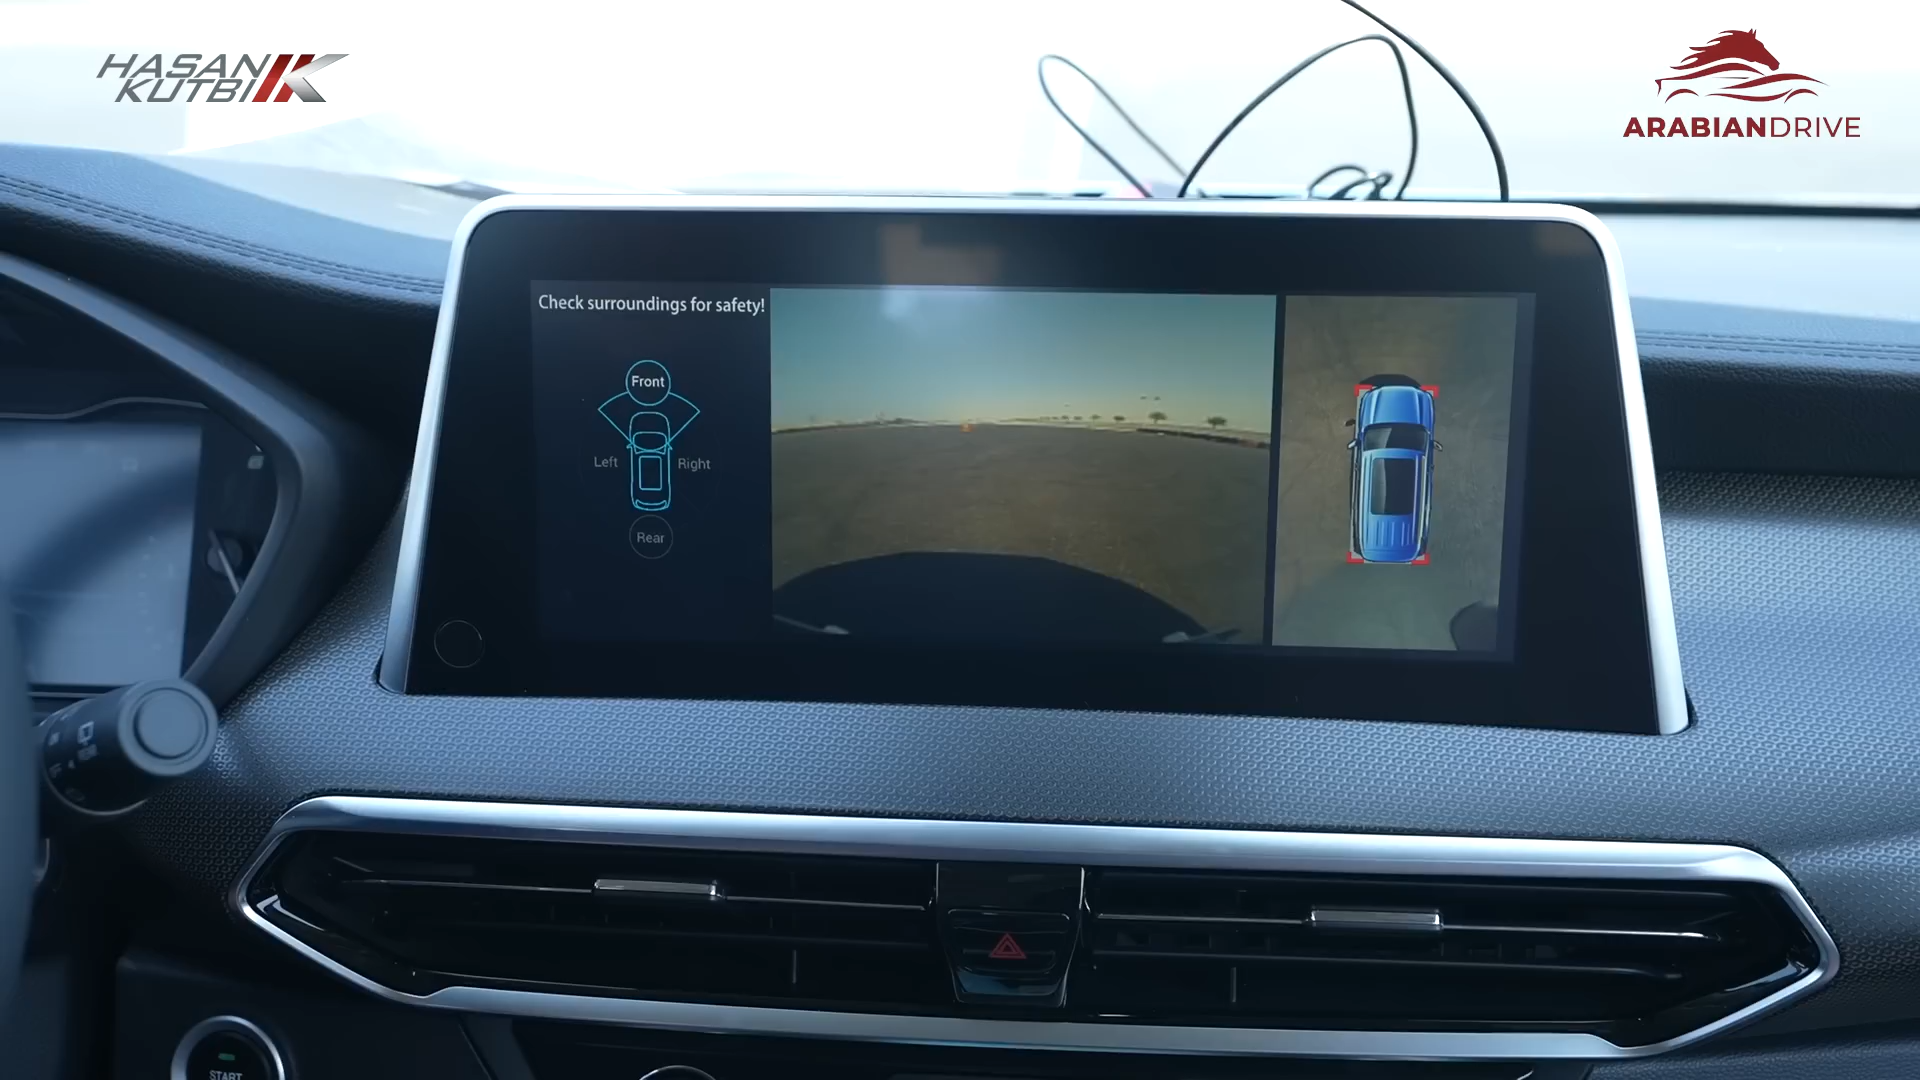 HASAN
KUTBI
ARABIANDRIVE
Check surroundings for safety!
Front
Left
Right
Rear
START